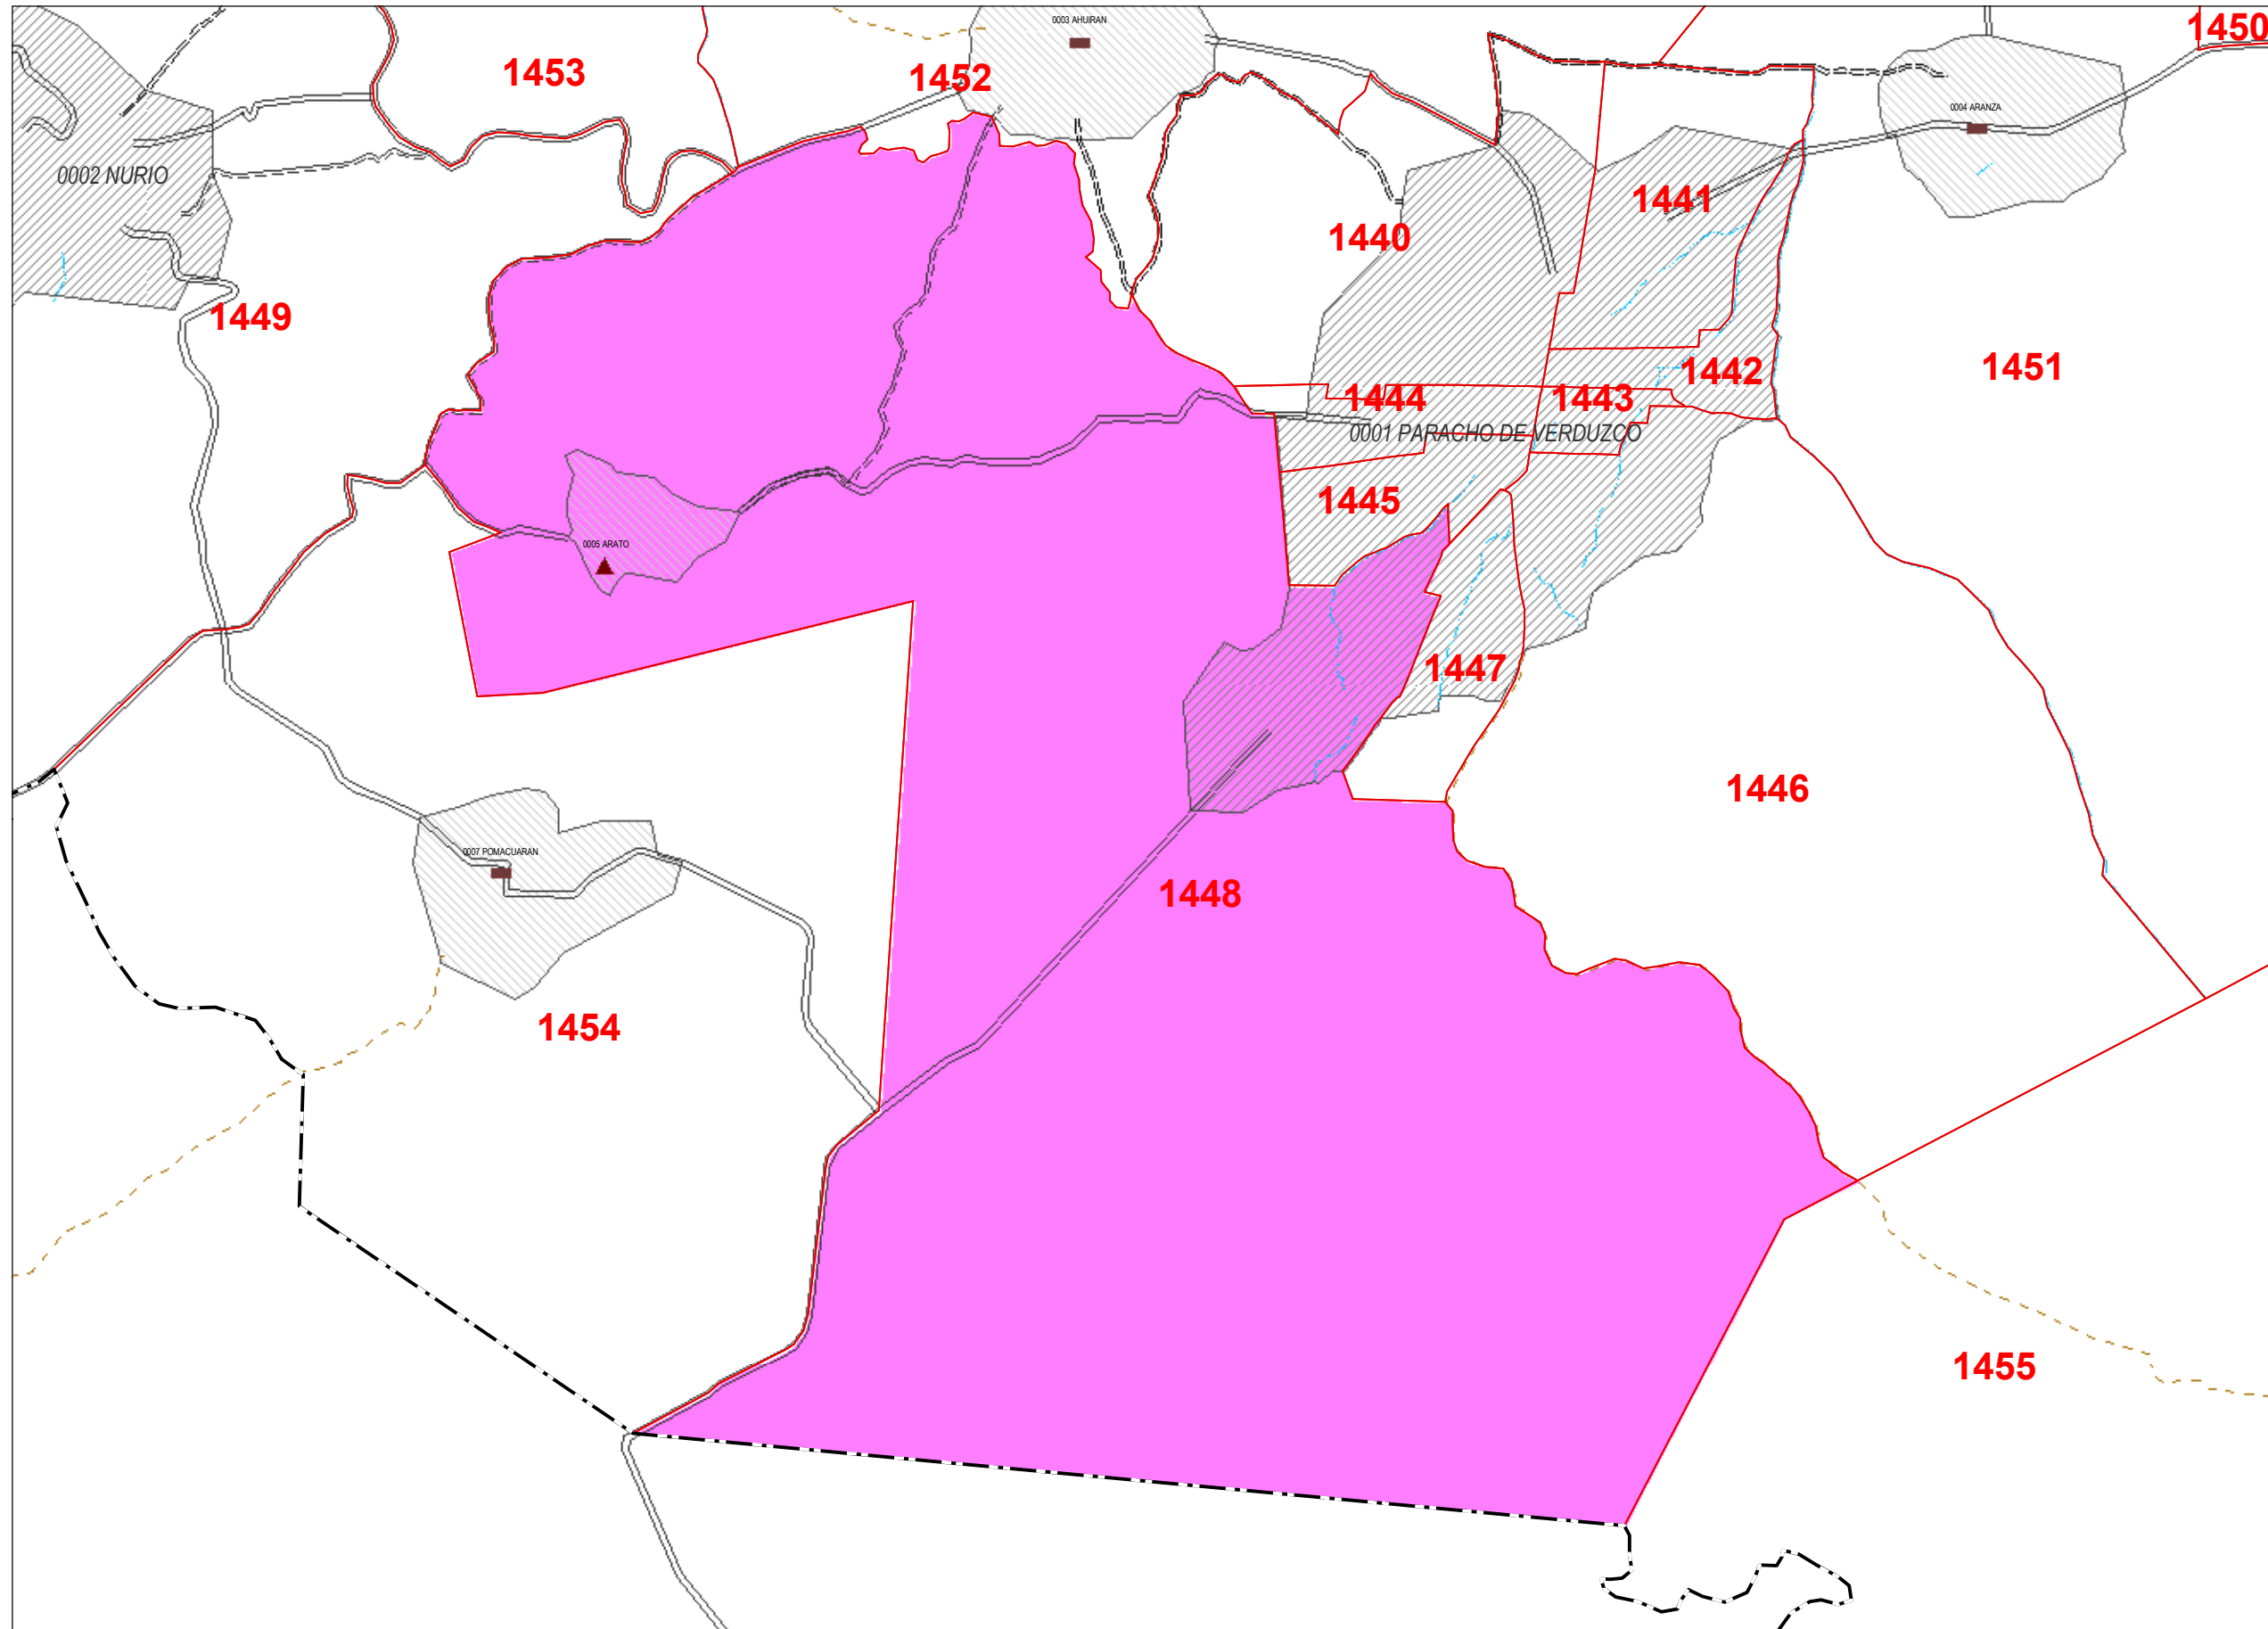 0003 AHUIRAN
1450
1453
1452
0004 ARANZA
0002 NURIO
1441
1440
1449
1451
1442
1444
1443
0001 PARACHO DE VERDUZCO
1445
0005 ARATO
1447
1446
0007 POMACUARAN
1448
1454
1455